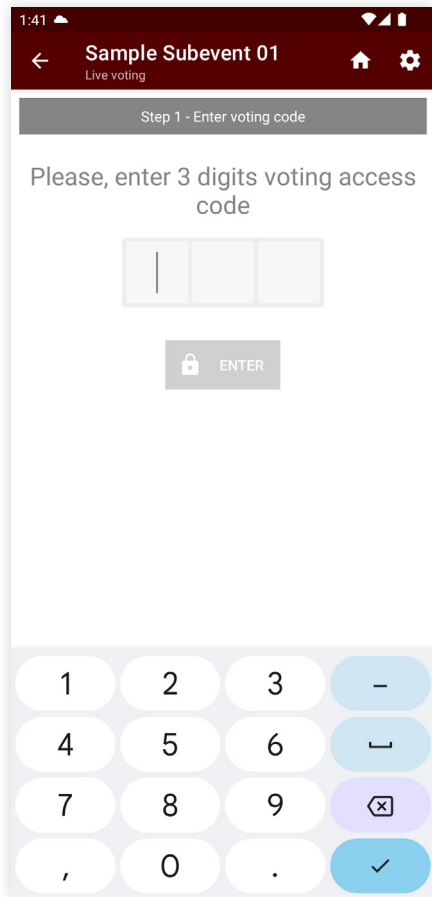 1:41
Sample Subevent 01
Live voting
Step 1 - Enter voting code
Please, enter 3 digits voting access
code
ENTER
1 2 3 –
4 5 6
7 8 9
, 0 .